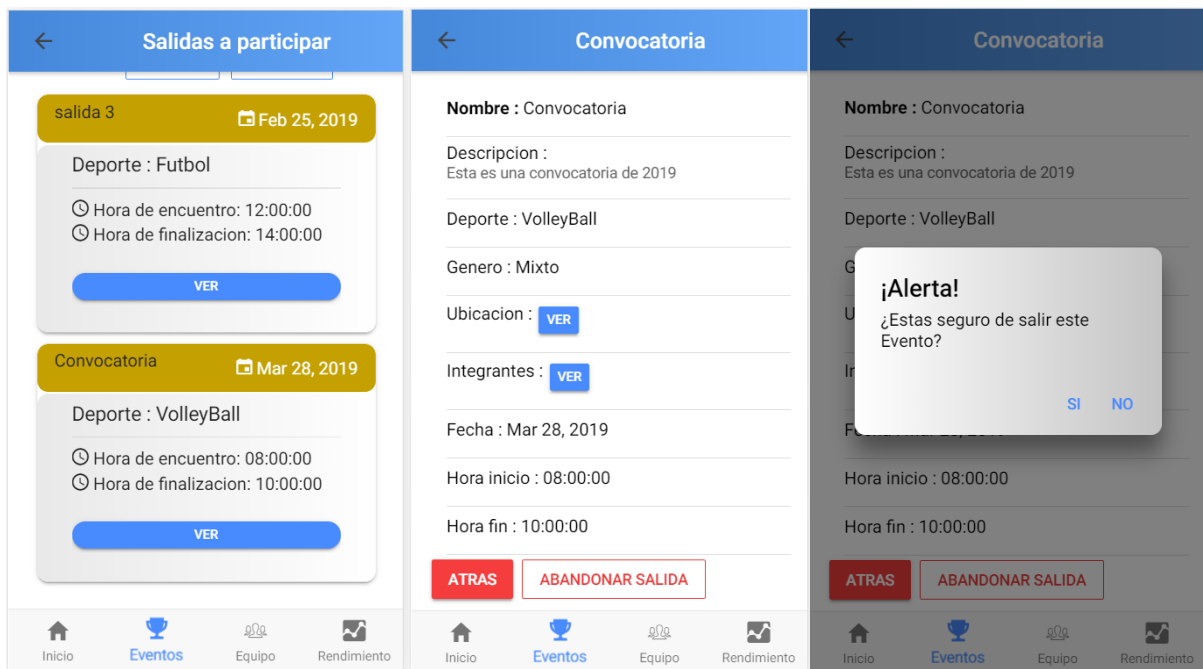 Salidas a participar
salida 3
Feb 25, 2019
Deporte : Futbol
Hora de encuentro: 12:00:00
Hora de finalizacion: 14:00:00
VER
Convocatoria
Mar 28, 2019
Deporte : VolleyBall
Hora de encuentro: 08:00:00
Hora de finalizacion: 10:00:00
VER
Inicio Eventos Equipo Rendimiento
Convocatoria
Nombre : Convocatoria
Descripcion :
Esta es una convocatoria de 2019
Deporte : VolleyBall
Genero : Mixto
Ubicacion : VER
Integrantes : VER
Fecha : Mar 28, 2019
Hora inicio : 08:00:00
Hora fin : 10:00:00
ATRAS ABANDONAR SALIDA
Inicio Eventos Equipo Rendimiento
Convocatoria
Nombre : Convocatoria
Descripcion :
Esta es una convocatoria de 2019
Deporte : VolleyBall
¡Alerta!
¿Estas seguro de salir este
Evento?
SI NO
Hora inicio : 08:00:00
Hora fin : 10:00:00
ATRAS ABANDONAR SALIDA
Inicio Eventos Equipo Rendimiento